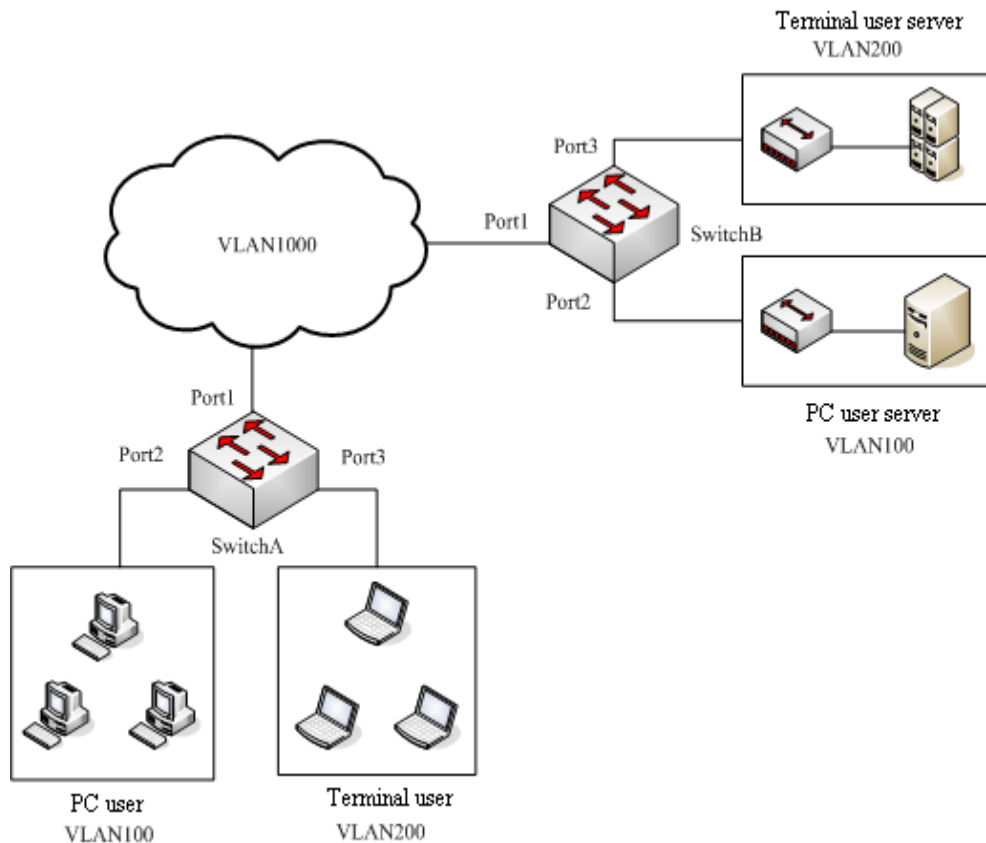 Terminal user server
VLAN200
Port3
Port1
SwitchB
VLAN1000
Port2
PC user server
VLAN100
Port1
Port2
Port3
SwitchA
PC user
VLAN100
Terminal user
VLAN200